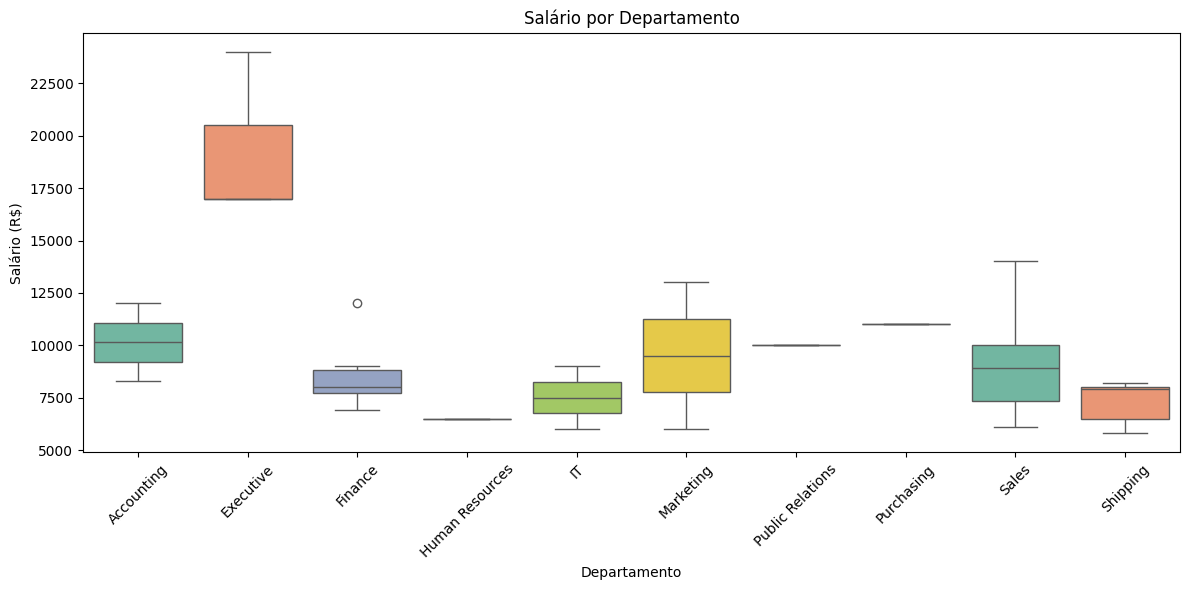 Salário por Departamento
Salário (R$)
22500
20000
17500
15000
12500
10000
7500
5000
Accounting
Executive
Finance
Human Resources
IT
Marketing
Public Relations
Purchasing
Sales
Shipping
Departamento